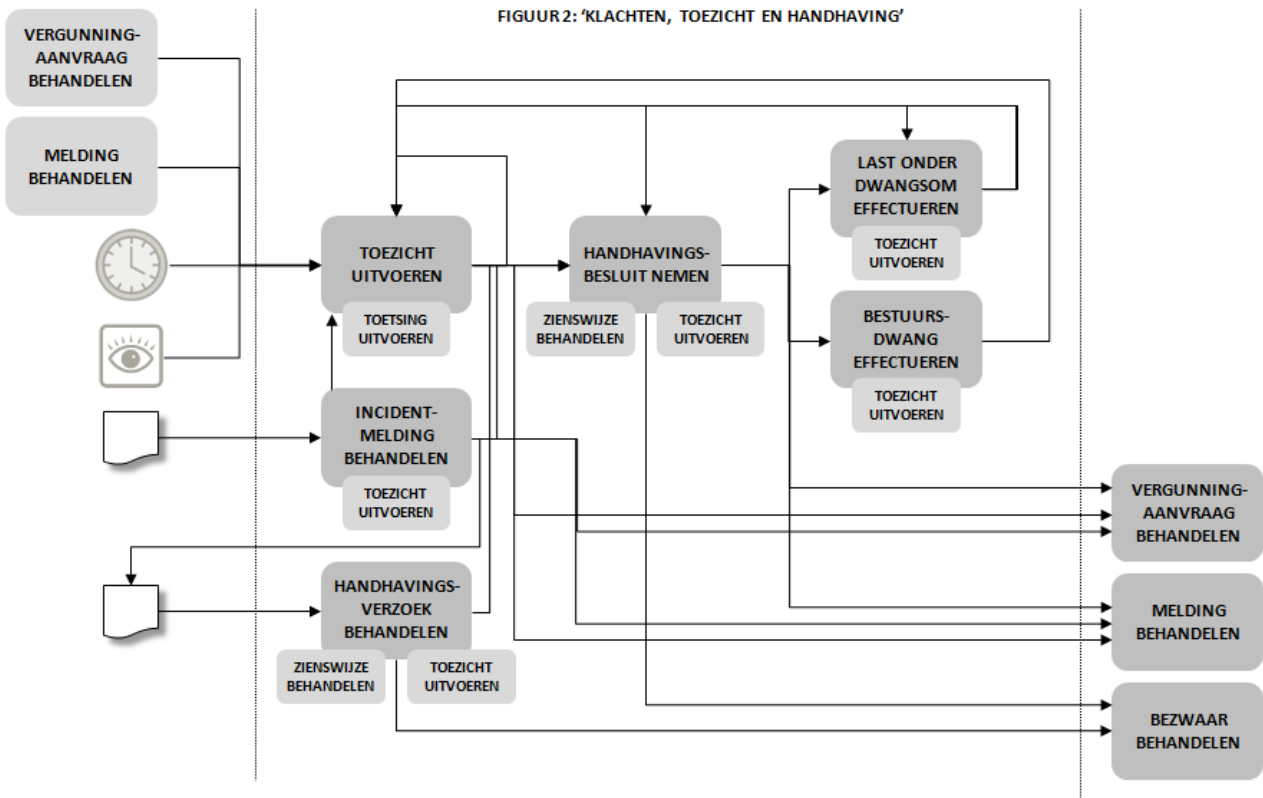 FIGUUR 2: ‘KLACHTEN, TOEZICHT EN HANDHAVING’
VERGUNNING-
AANVRAAG
BEHANDELEN
MELDING
BEHANDELEN
TOEZICHT
UITVOEREN
TOETSING
UITVOEREN
INCIDENT-
MELDING
BEHANDELEN
TOEZICHT
UITVOEREN
HANDHAVINGS-
VERZOEK
BEHANDELEN
ZIENSWIJZE
BEHANDELEN
TOEZICHT
UITVOEREN
HANDHAVINGS-
BESLUIT NEMEN
ZIENSWIJZE
BEHANDELEN
TOEZICHT
UITVOEREN
LAST ONDER
DWANGSOM
EFFECTUEREN
TOEZICHT
UITVOEREN
BESTUURS-
DWANG
EFFECTUEREN
TOEZICHT
UITVOEREN
VERGUNNING-
AANVRAAG
BEHANDELEN
MELDING
BEHANDELEN
BEZWAAR
BEHANDELEN